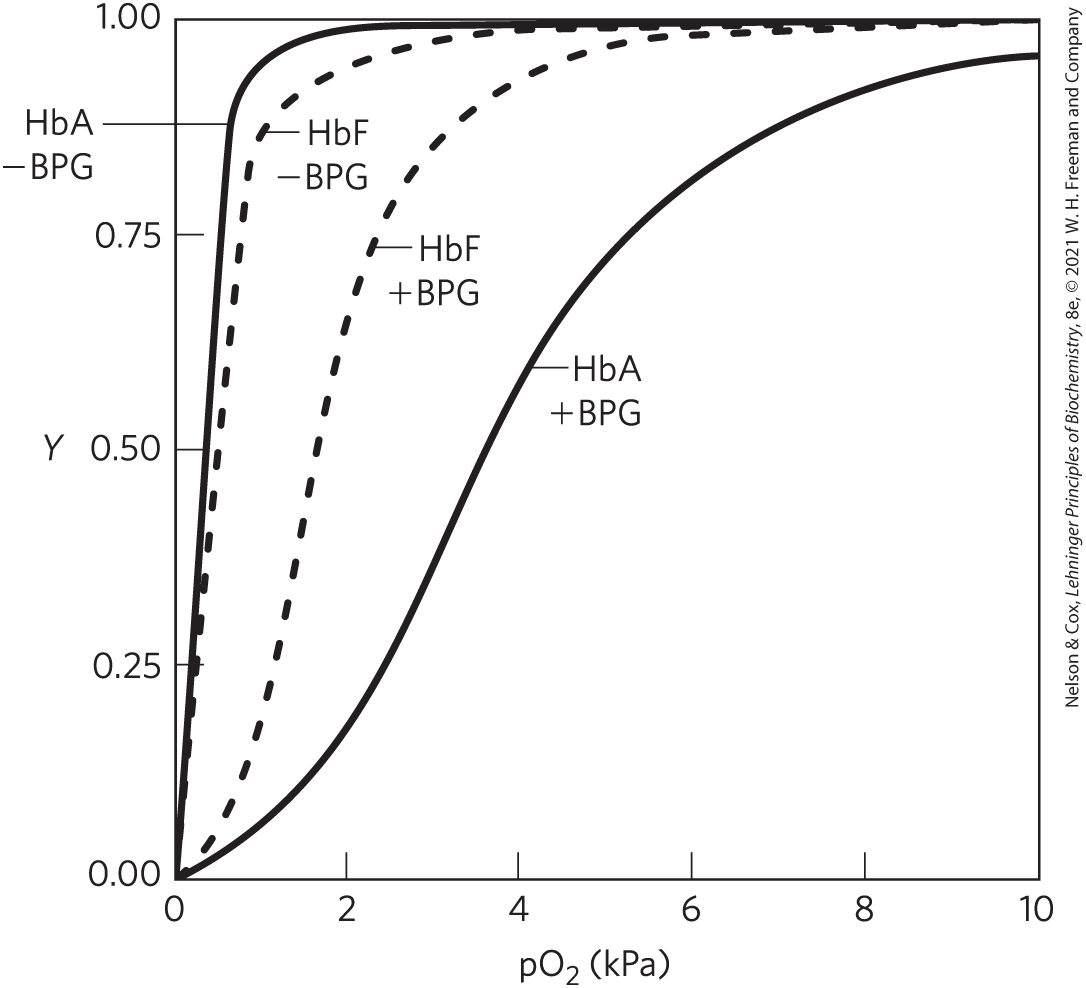 1.00
HbA
−BPG
HbF
−BPG
0.75
HbF
+BPG
HbA
+BPG
Y
0.50
0.25
0.00
0
2
4
6
8
10
pO₂ (kPa)
Nelson & Cox, Lehninger Principles of Biochemistry, 8e, © 2021 W. H. Freeman and Company